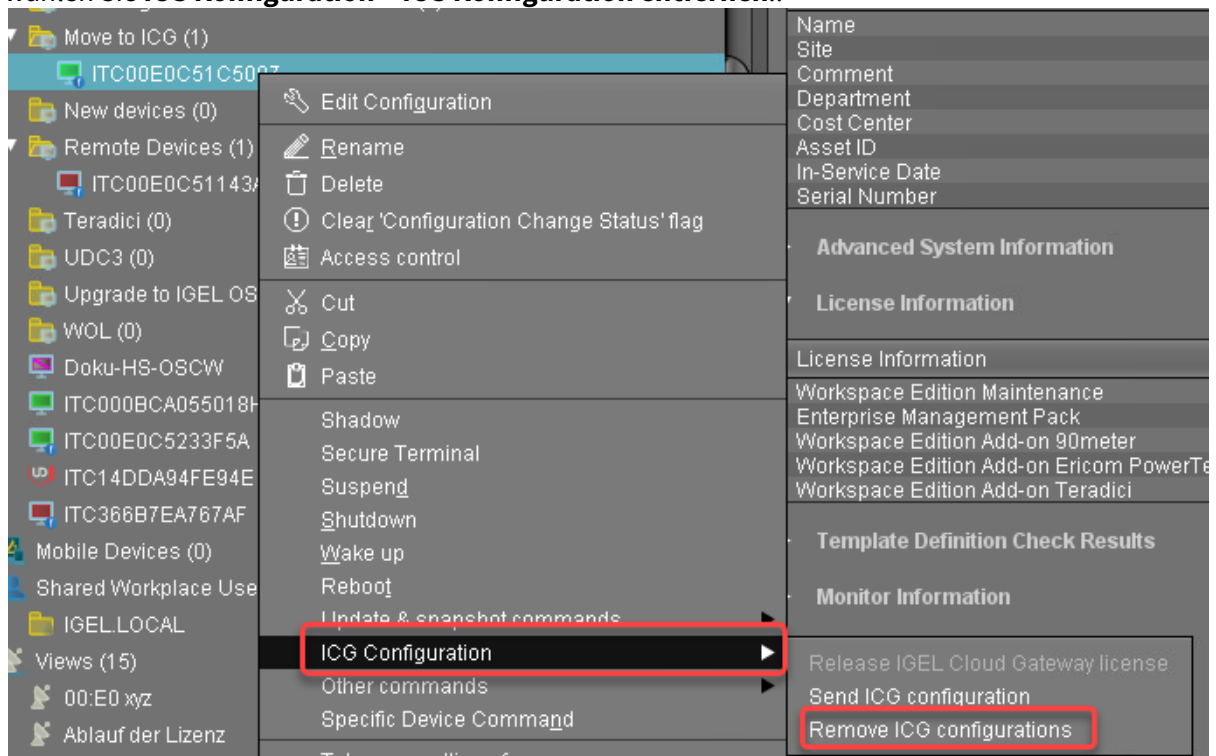 Move to ICG (1)
New devices (0)
Remote Devices (1)
Teradici (0)
UDC3 (0)
Upgrade to IGEL OS
WOL (0)
Doku-HS-OSCW
ITC000BCA055018H
ITC00E0C5233F5A
ITC14DDA94FE94E
ITC366B7EA767AF
Mobile Devices (0)
Shared Workplace Use
IGEL.LOCAL
Views (15)
00:E0 xyz
Ablauf der Lizenz
Edit Configuration
Rename
Delete
Clear 'Configuration Change Status' flag
Access control
Cut
Copy
Paste
Shadow
Secure Terminal
Suspend
Shutdown
Wake up
Reboot
Update & snapshot commands
ICG Configuration
Other commands
Specific Device Command
Release IGEL Cloud Gateway license
Send ICG configuration
Remove ICG configurations
Name
Site
Comment
Department
Cost Center
Asset ID
In-Service Date
Serial Number
Advanced System Information
License Information
License Information
Workspace Edition Maintenance
Enterprise Management Pack
Workspace Edition Add-on 90meter
Workspace Edition Add-on Ericom PowerTe
Workspace Edition Add-on Teradici
Template Definition Check Results
Monitor Information